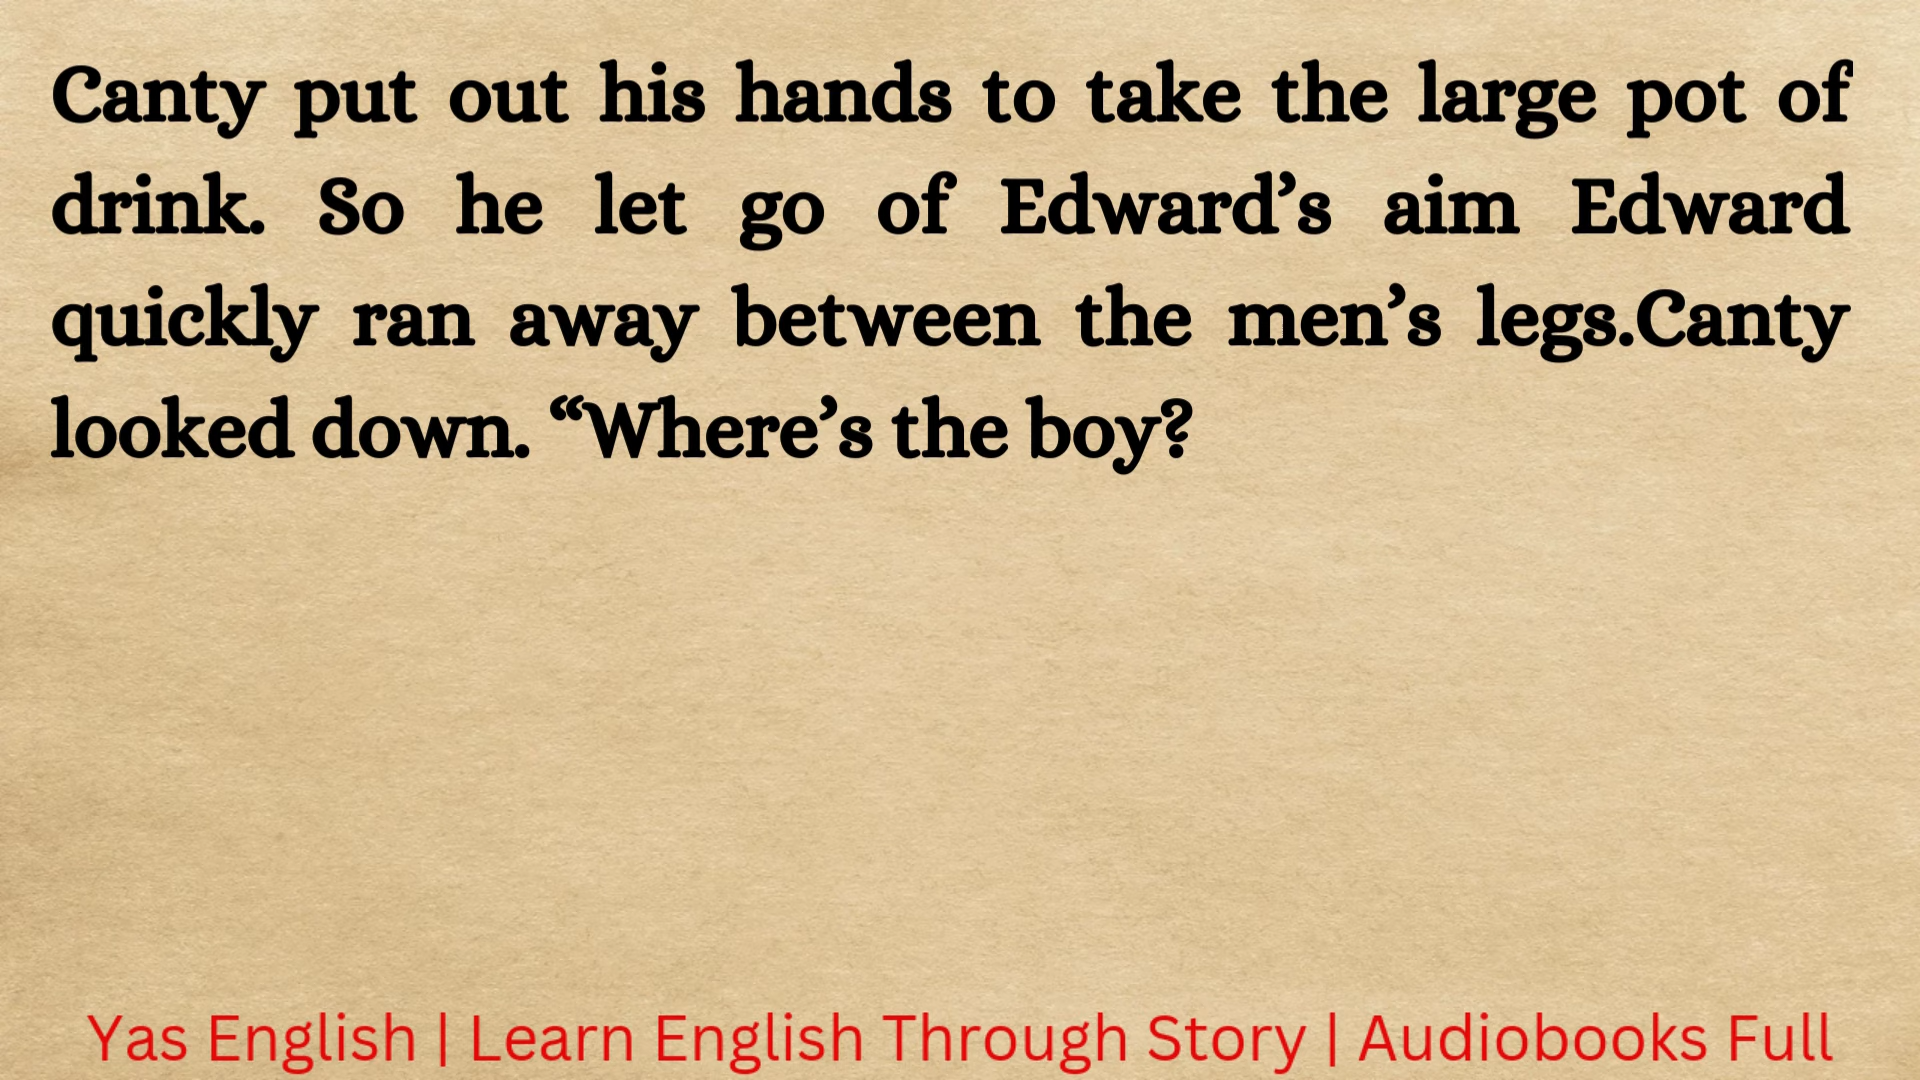 Canty put out his hands to take the large pot of
drink. So he let go of Edward’s aim Edward
quickly ran away between the men’s legs.Canty
looked down. “Where’s the boy?
Yas English | Learn English Through Story | Audiobooks Full